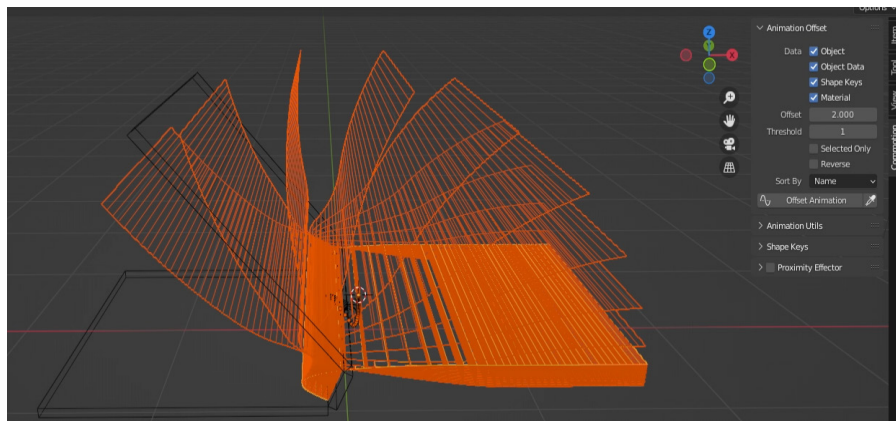 Options
Animation Offset
Item
Data
Object
Object Data
Tool
Shape Keys
Material
View
Offset 2.000
Threshold 1
Selected Only
Commotion
Reverse
Sort By Name
Offset Animation
Animation Utils
Shape Keys
Proximity Effector
Z
Y
X